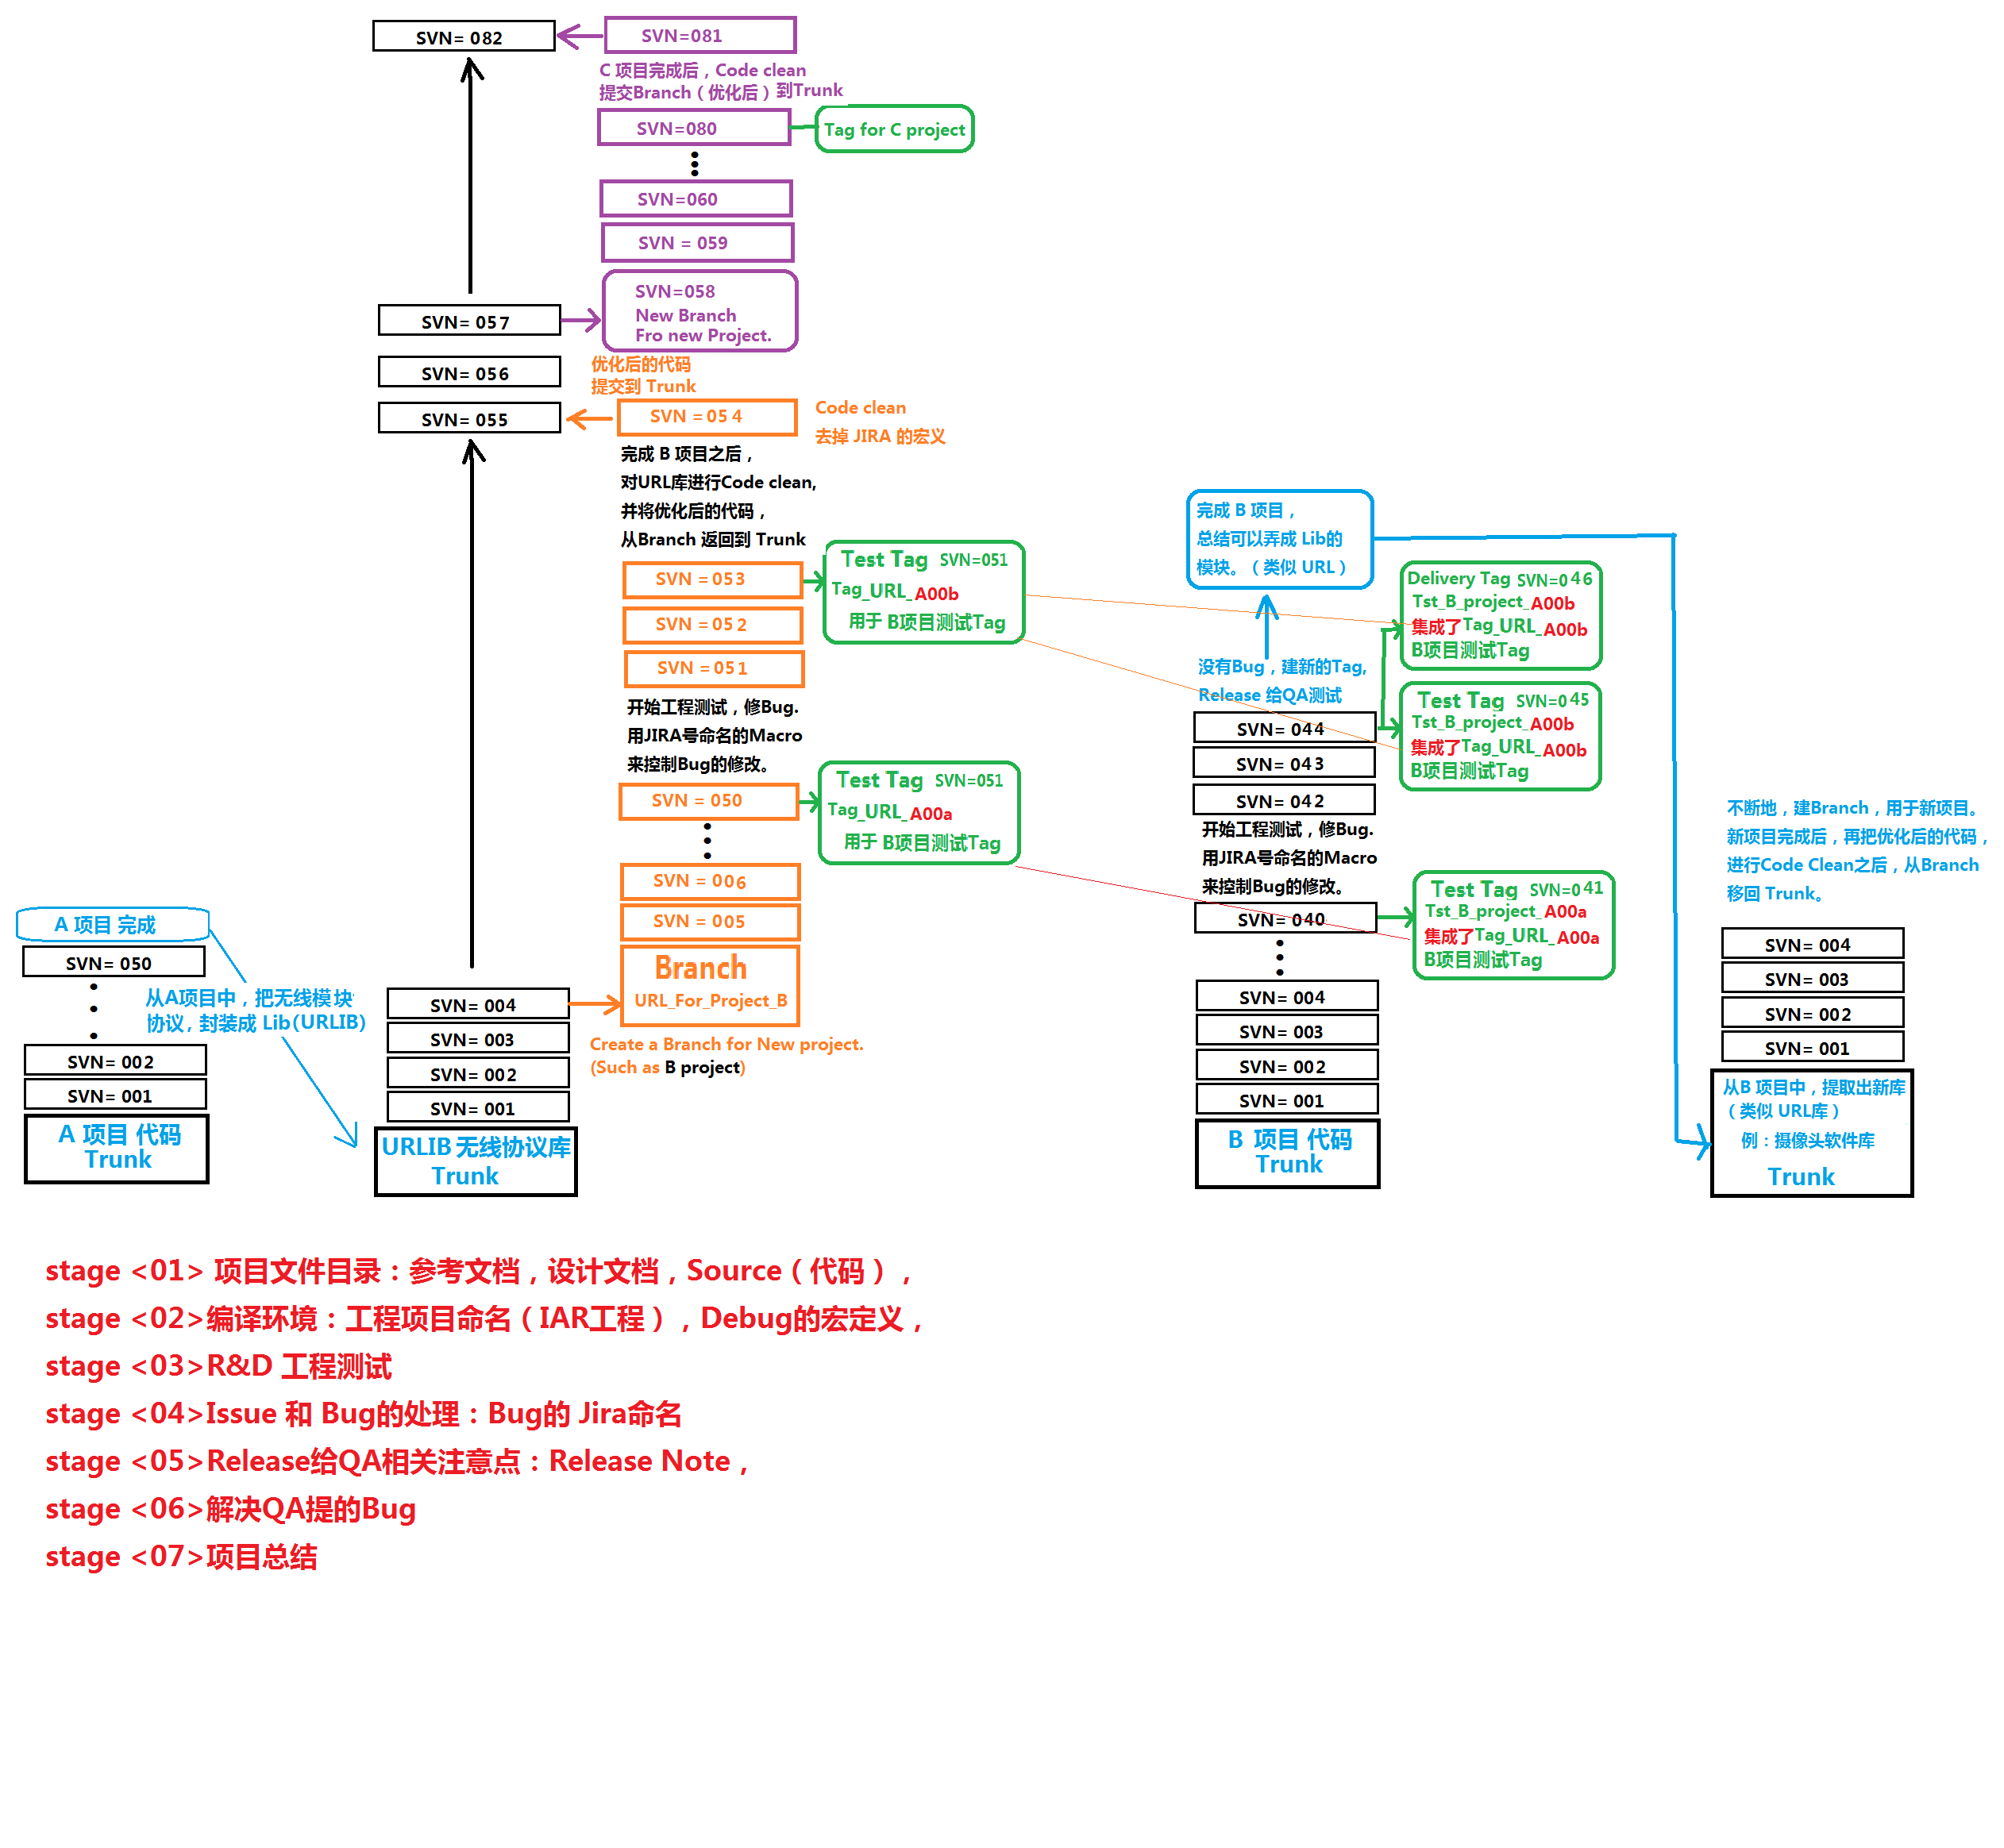 SVN= 082
SVN=081
C 项目完成后，Code clean
提交Branch（优化后）到Trunk
SVN=080
Tag for C project
SVN=060
SVN = 059
SVN=058
New Branch
Fro new Project.
SVN= 057
SVN= 056
SVN= 055
优化后的代码
提交到 Trunk
SVN =054
Code clean
去掉 JIRA 的宏义
完成 B 项目之后，
对URL库进行Code clean,
并将优化后的代码，
从Branch 返回到 Trunk
SVN =053
SVN =052
SVN =051
Test Tag SVN=051
Tag_URL_A00b
用于 B项目测试Tag
开始工程测试，修Bug.
用JIRA号命名的Macro
来控制Bug的修改。
SVN = 050
Test Tag SVN=051
Tag_URL_A00a
用于 B项目测试Tag
SVN = 006
SVN = 005
Branch
URL_For_Project_B
Create a Branch for New project.
(Such as B project)
A 项目 完成
SVN= 050
从A项目中，把无线模块
协议，封装成 Lib(URLIB)
SVN= 002
SVN= 001
A 项目 代码
Trunk
SVN= 004
SVN= 003
SVN= 002
SVN= 001
URLIB 无线协议库
Trunk
完成 B 项目，
总结可以弄成 Lib的
模块。（类似 URL）
没有Bug，建新的Tag,
Release 给QA测试
SVN= 044
SVN= 043
SVN= 042
开始工程测试，修Bug.
用JIRA号命名的Macro
来控制Bug的修改。
SVN= 040
SVN= 004
SVN= 003
SVN= 002
SVN= 001
B 项目 代码
Trunk
Delivery Tag SVN=046
Tst_B_project_A00b
集成了Tag_URL_A00b
B项目测试Tag
Test Tag SVN=045
Tst_B_project_A00b
集成了Tag_URL_A00b
B项目测试Tag
Test Tag SVN=041
Tst_B_project_A00a
集成了Tag_URL_A00a
B项目测试Tag
不断地，建Branch，用于新项目。
新项目完成后，再把优化后的代码，
进行Code Clean之后，从Branch
移回 Trunk。
SVN= 004
SVN= 003
SVN= 002
SVN= 001
从B 项目中，提取出新库
（类似 URL库）
例：摄像头软件库
Trunk
stage <01> 项目文件目录：参考文档，设计文档，Source（代码），
stage <02>编译环境：工程项目命名（IAR工程），Debug的宏定义，
stage <03>R&D 工程测试
stage <04>Issue 和 Bug的处理：Bug的 Jira命名
stage <05>Release给QA相关注意点：Release Note，
stage <06>解决QA提的Bug
stage <07>项目总结